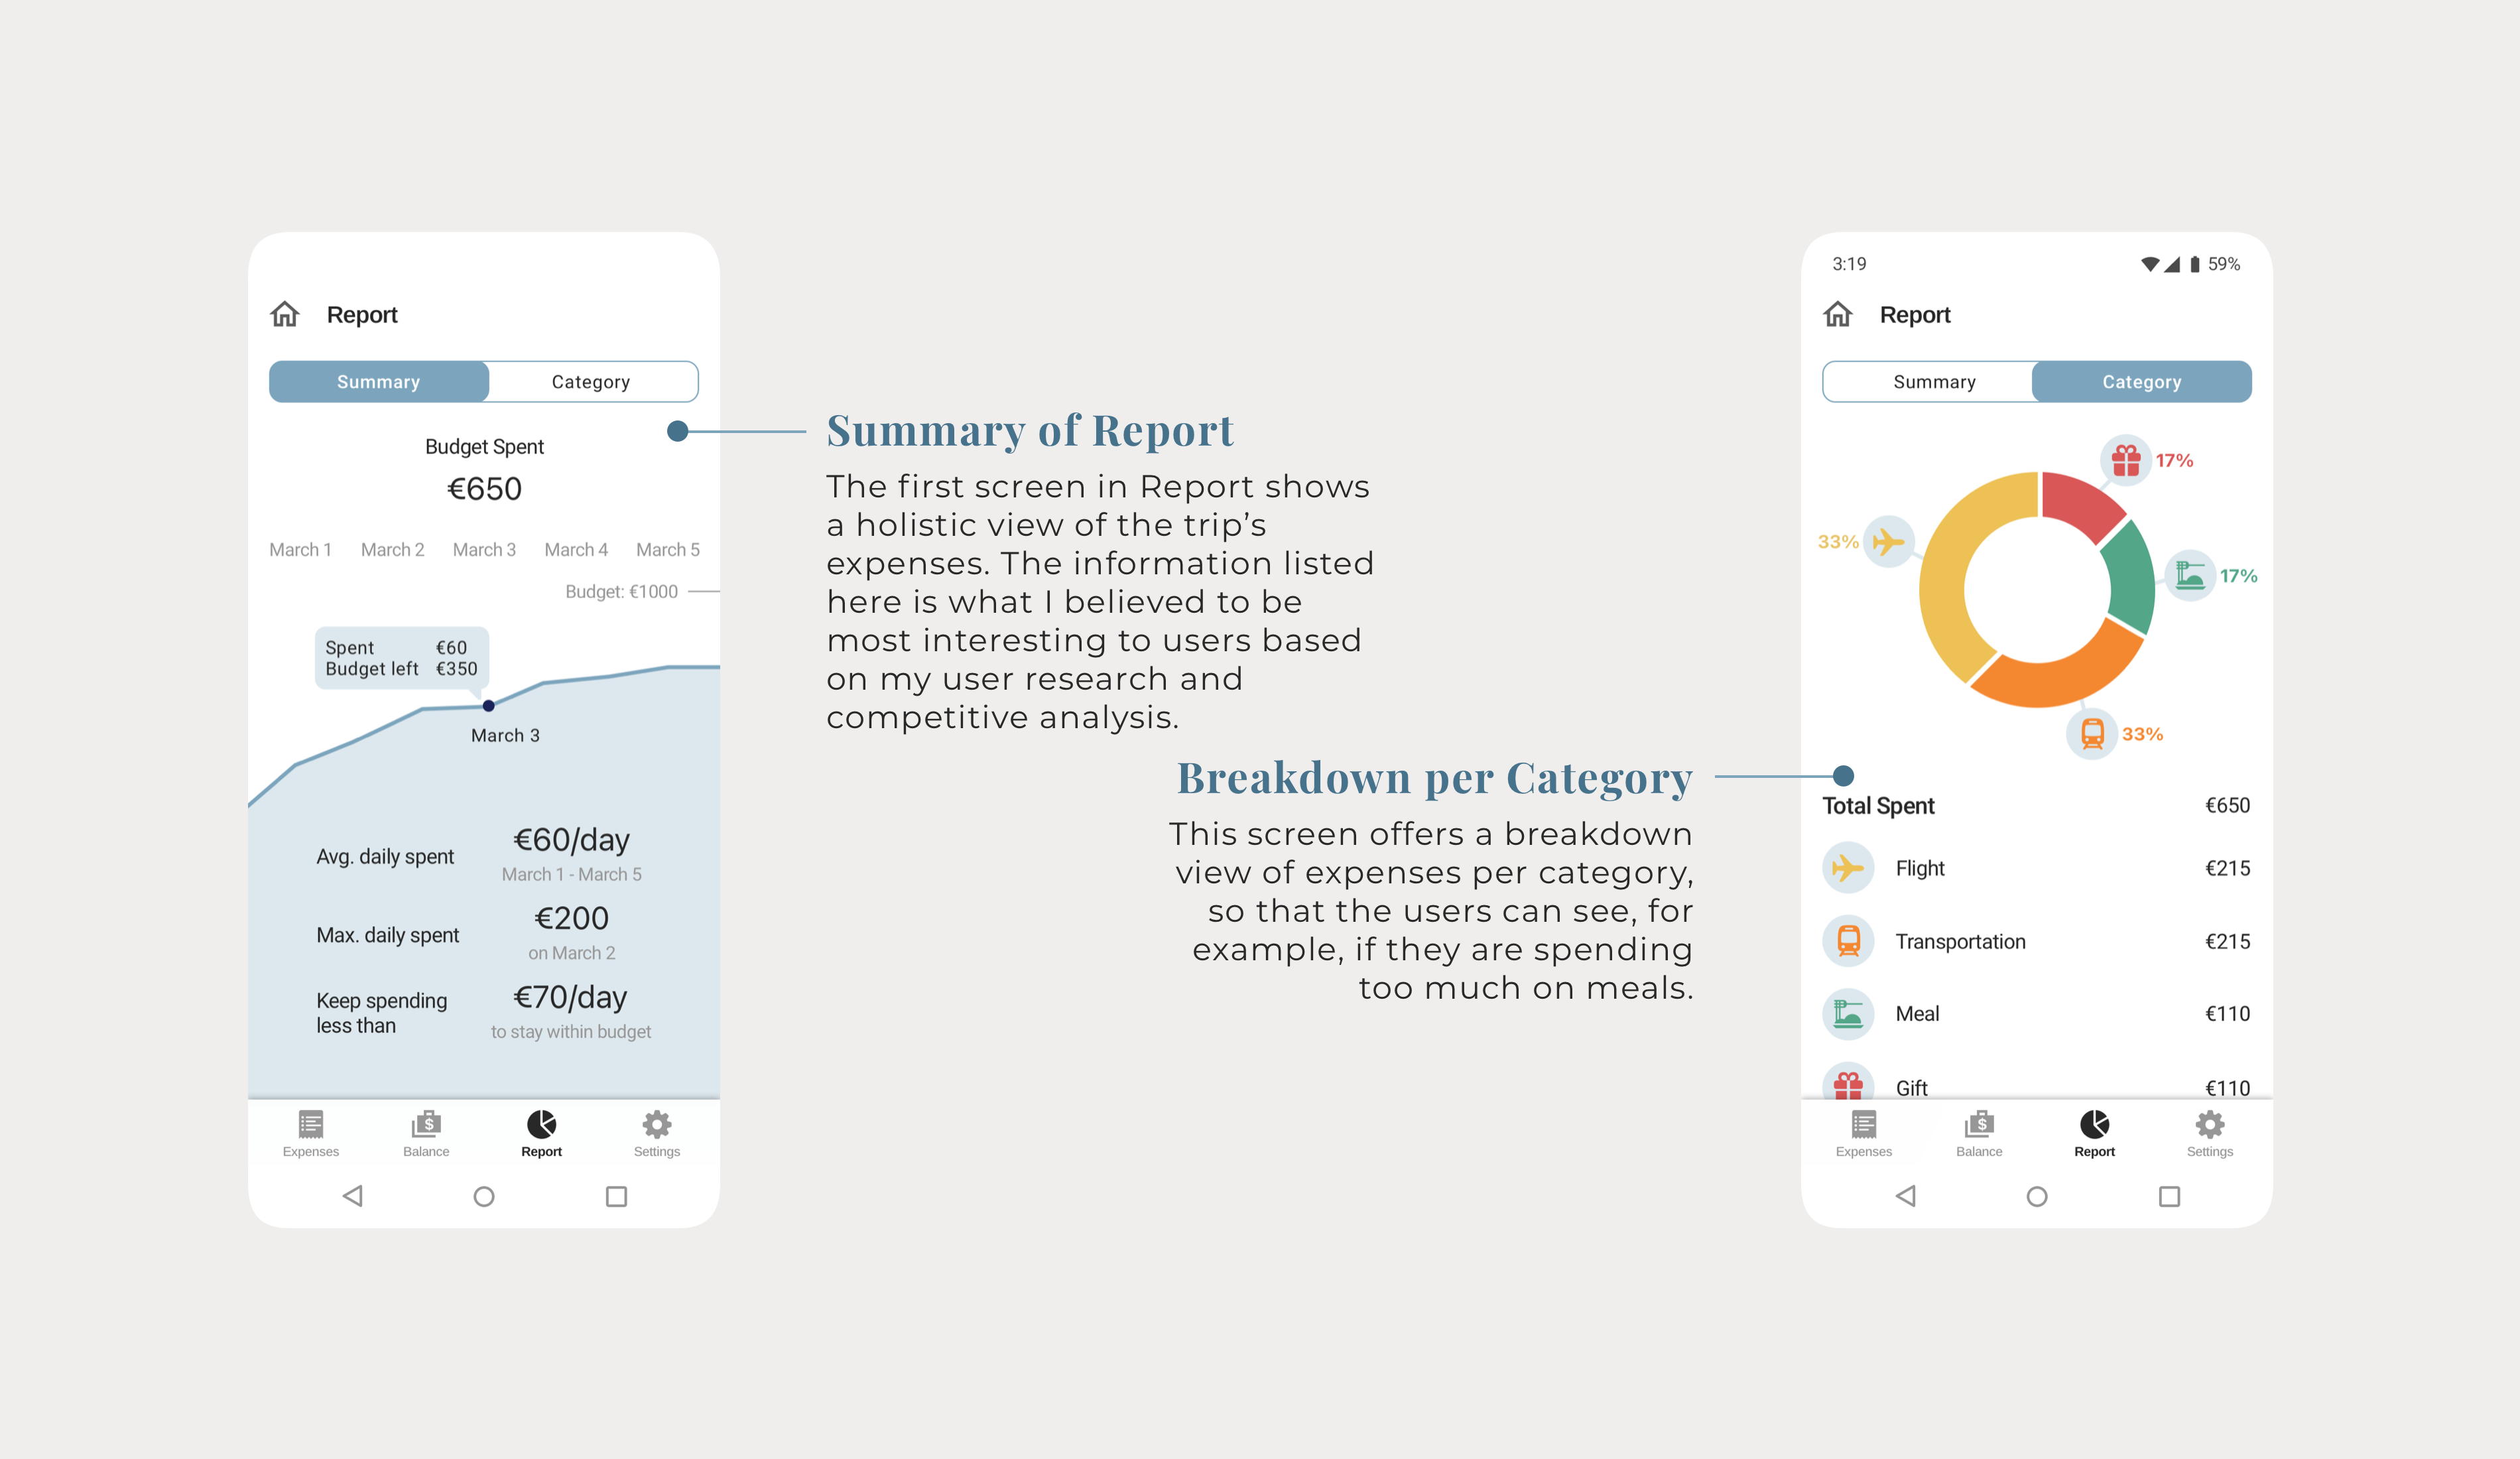 Report
Summary
Category
Budget Spent
€650
March 1
March 2
March 3
March 4
March 5
Budget: €1000
Spent €60
Budget left €350
March 3
Avg. daily spent
€60/day
March 1 - March 5
Max. daily spent
€200
on March 2
Keep spending
less than
€70/day
to stay within budget
Expenses
Balance
Report
Settings
Summary of Report
The first screen in Report shows
a holistic view of the trip’s
expenses. The information listed
here is what I believed to be
most interesting to users based
on my user research and
competitive analysis.
Breakdown per Category
This screen offers a breakdown
view of expenses per category,
so that the users can see, for
example, if they are spending
too much on meals.
3:19
59%
Report
Summary
Category
17%
33%
17%
33%
Total Spent €650
Flight €215
Transportation €215
Meal €110
Gift €110
Expenses
Balance
Report
Settings